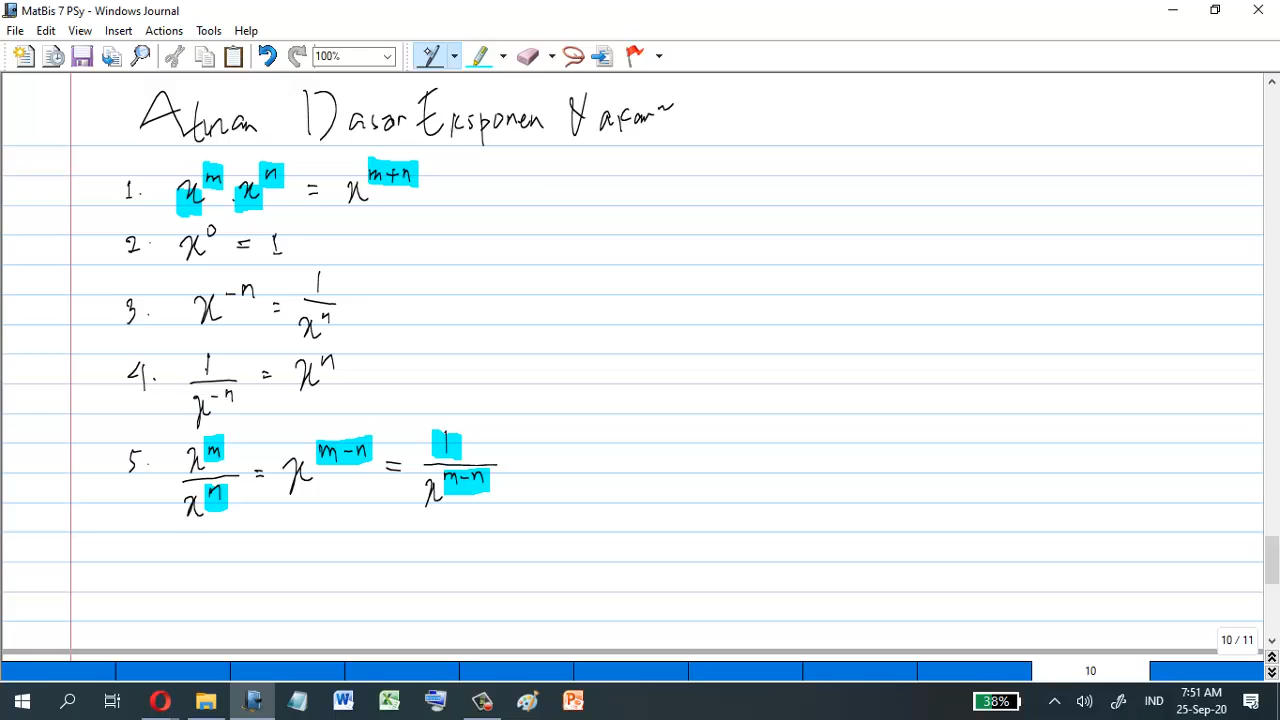 MatBis 7 PSy - Windows Journal
File Edit View Insert Actions Tools Help
100%
Aturan Dasar Eksponen & akar~
1. x^m . x^n = x^{m+n}
2. x^0 = 1
3. x^{-n} = 1/x^n
4. 1/x^{-n} = x^n
5. x^m/x^n = x^{m-n} = 1/x^{m-n}
10 / 11
10
38% IND 7:51 AM
25-Sep-20